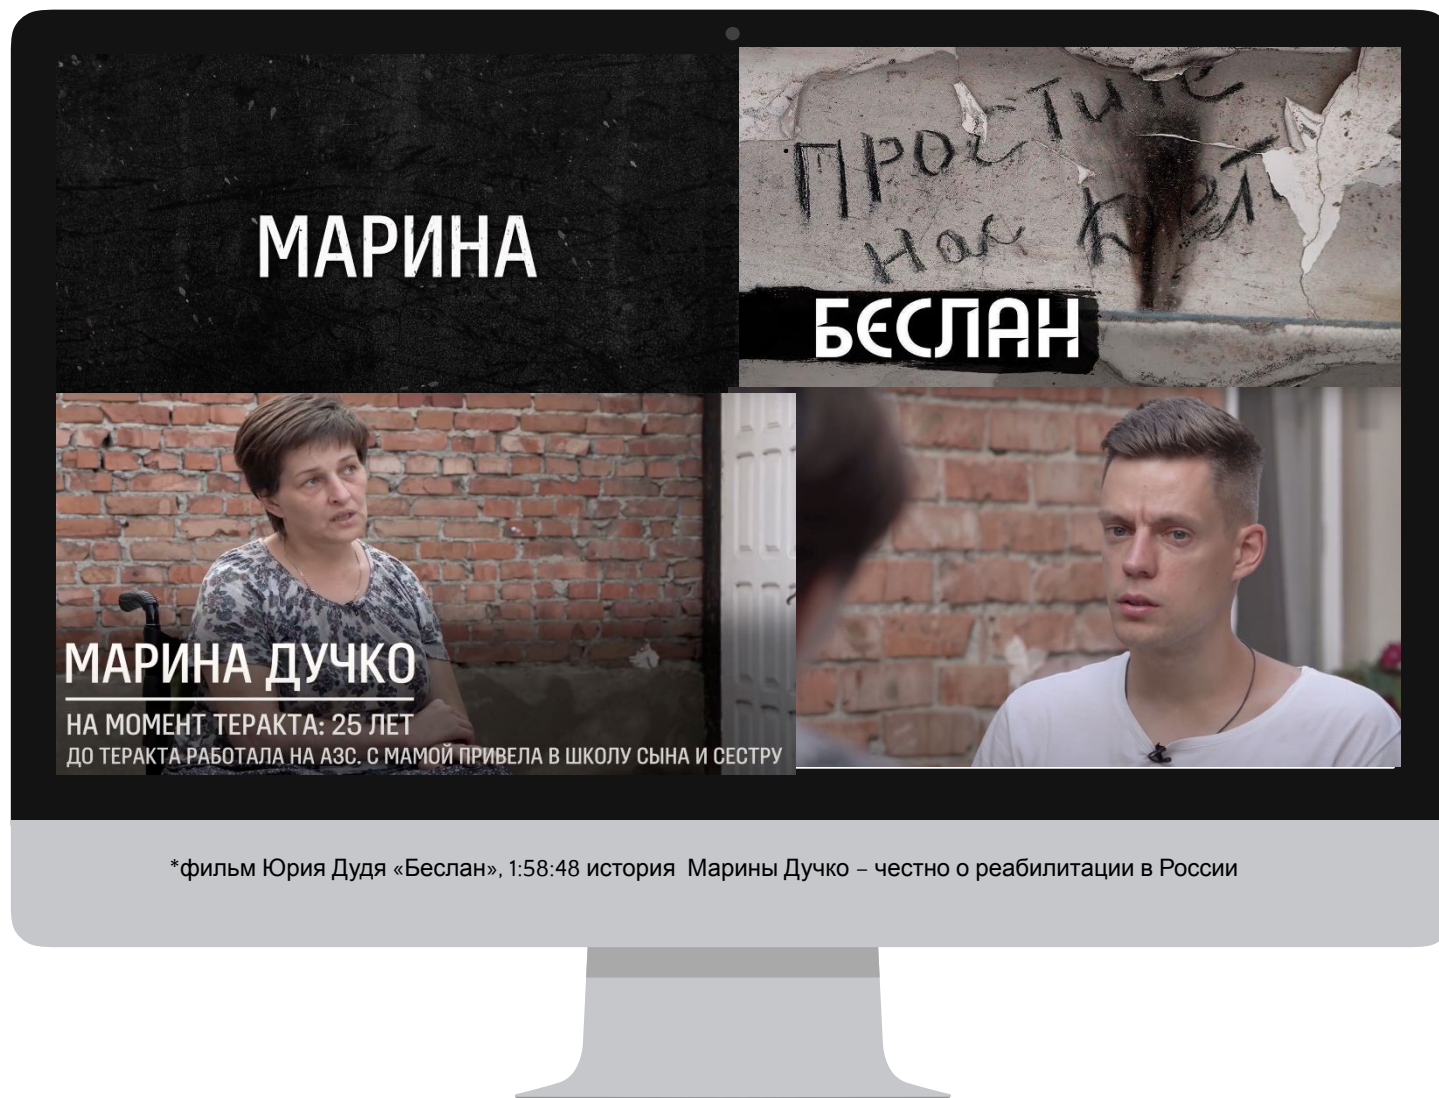 МАРИНА
Простите
нас
БЕСЛАН
МАРИНА ДУЧКО
НА МОМЕНТ ТЕРАКТА: 25 ЛЕТ
ДО ТЕРАКТА РАБОТАЛА НА АЗС. С МАМОЙ ПРИВЕЛА В ШКОЛУ СЫНА И СЕСТРУ
*фильм Юрия Дудя «Беслан», 1:58:48 история Марины Дучко – честно о реабилитации в России